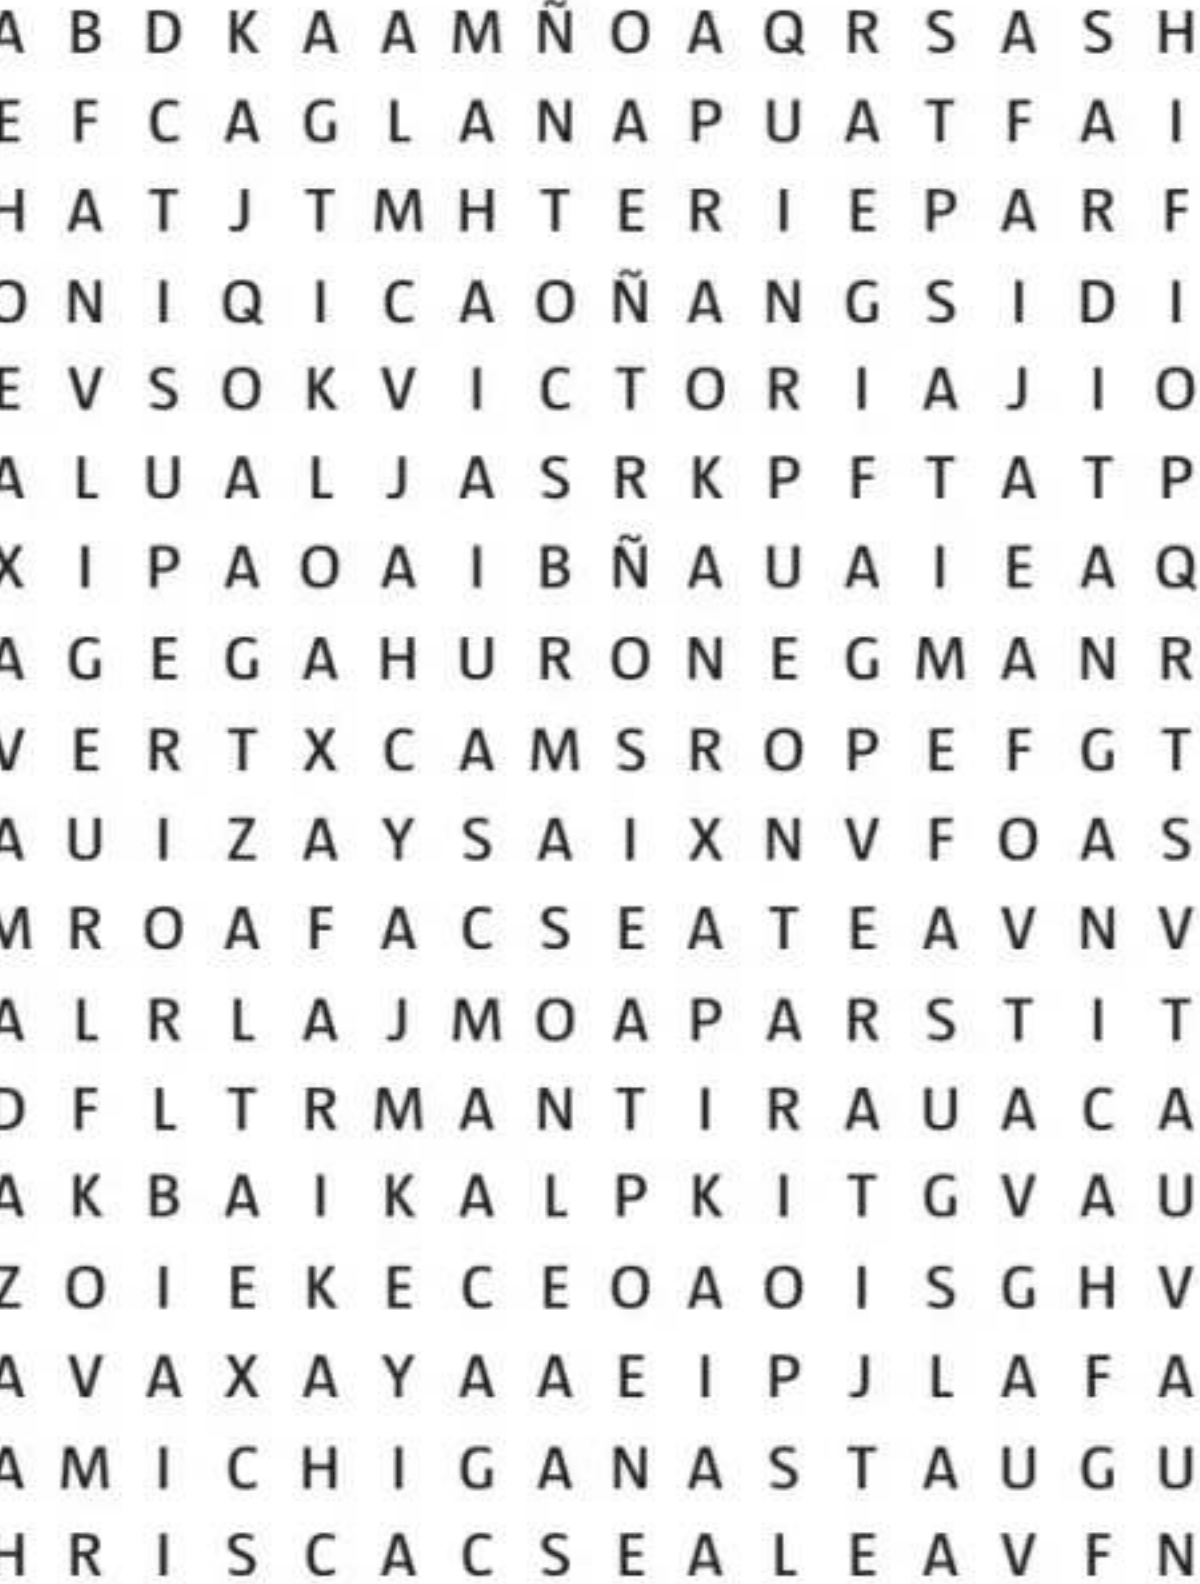 A B D K A A M Ñ O A Q R S A S H
E F C A G L A N A P U A T F A I
H A T J T M H T E R I E P A R F
O N I Q I C A O Ñ A N G S I D I
E V S O K V I C T O R I A J I O
A L U A L J A S R K P F T A T P
X I P A O A I B Ñ A U A I E A Q
A G E G A H U R O N E G M A N R
V E R T X C A M S R O P E F G T
A U I Z A Y S A I X N V F O A S
M R O A F A C S E A T E A V N V
A L R L A J M O A P A R S T I T
D F L T R M A N T I R A U A C A
A K B A I K A L P K I T G V A U
Z O I E K E C E O A O I S G H V
A V A X A Y A A E I P J L A F A
A M I C H I G A N A S T A U G U
H R I S C A C S E A L E A V F N